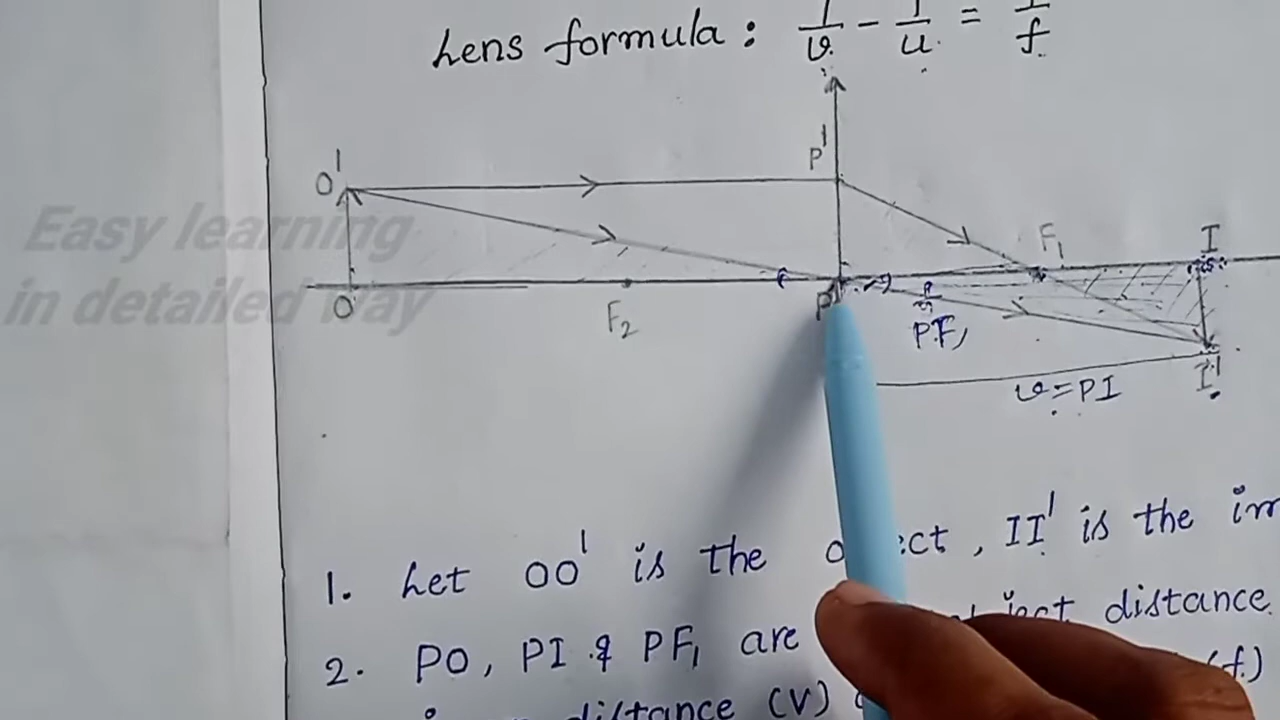 Lens formula : 1/v - 1/u = 1/f
P'
O'
Easy learning
F₁
I
O
F₂
P
PF₁
in detailed way
v = PI
I'
1. Let OO' is the object, II' is the
2. PO, PI & PF₁ are distance
distance (v) (f)